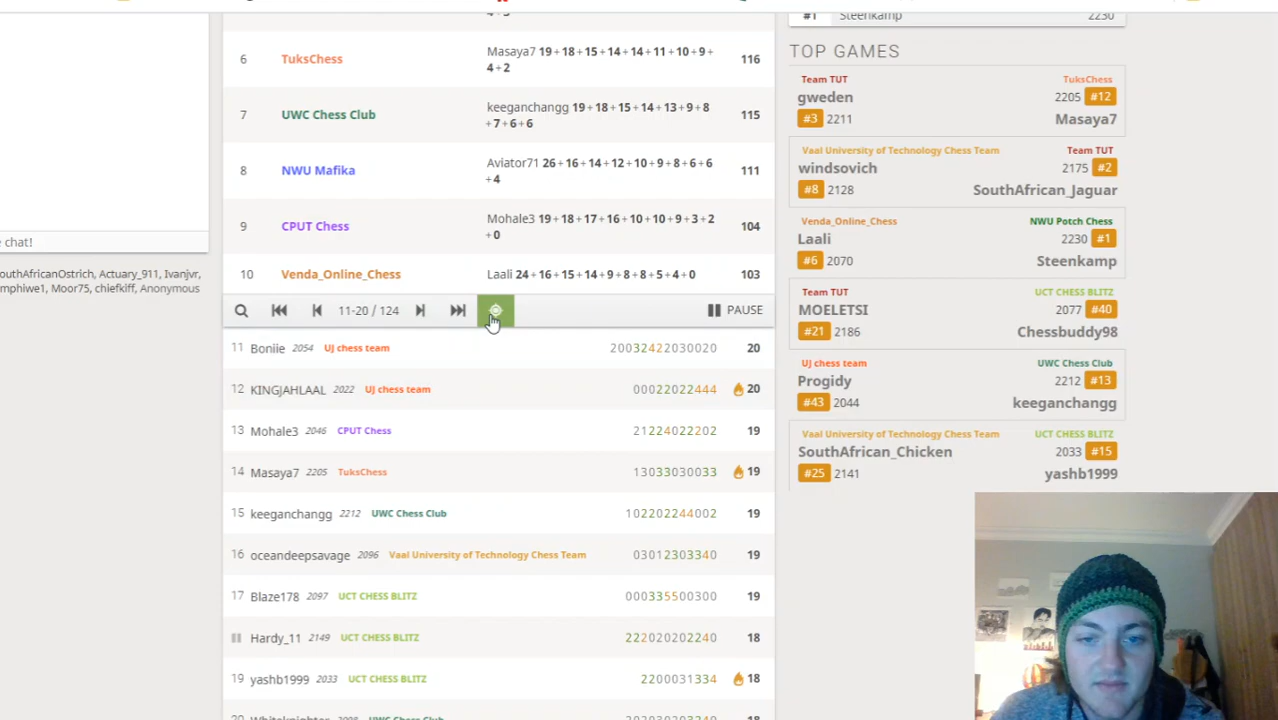 #1 Steenkamp 2230
6 TuksChess Masaya7 19+18+15+14+14+11+10+9+ 116
4+2
7 UWC Chess Club keeganchangg 19+18+15+14+13+9+8 115
+7+6+6
8 NWU Mafika Aviator71 26+16+14+12+10+9+8+6+6 111
+4
9 CPUT Chess Mohale3 19+18+17+16+10+10+9+3+2 104
+0
10 Venda_Online_Chess Laali 24+16+15+14+9+8+8+5+4+0 103
11-20 / 124 PAUSE
11 Boniie 2054 UJ chess team 20032422030020 20
12 KINGJAHLAAL 2022 UJ chess team 00022022444 20
13 Mohale3 2046 CPUT Chess 21224022202 19
14 Masaya7 2205 TuksChess 13033030033 19
15 keeganchangg 2212 UWC Chess Club 102202244002 19
16 oceandeepsavage 2096 Vaal University of Technology Chess Team 03012303340 19
17 Blaze178 2097 UCT CHESS BLITZ 000335500300 19
Hardy_11 2149 UCT CHESS BLITZ 222020202240 18
19 yashb1999 2033 UCT CHESS BLITZ 2200031334 18
TOP GAMES
Team TUT TuksChess
gweden 2205 #12
#3 2211 Masaya7
Vaal University of Technology Chess Team Team TUT
windsovich 2175 #2
#8 2128 SouthAfrican_Jaguar
Venda_Online_Chess NWU Potch Chess
Laali 2230 #1
#6 2070 Steenkamp
Team TUT UCT CHESS BLITZ
MOELETSI 2077 #40
#21 2186 Chessbuddy98
UJ chess team UWC Chess Club
Progidy 2212 #13
#43 2044 keeganchangg
Vaal University of Technology Chess Team UCT CHESS BLITZ
SouthAfrican_Chicken 2033 #15
#25 2141 yashb1999
e chat!
outhAfricanOstrich, Actuary_911, Ivanjvr,
mphiwe1, Moor75, chiefkiff, Anonymous